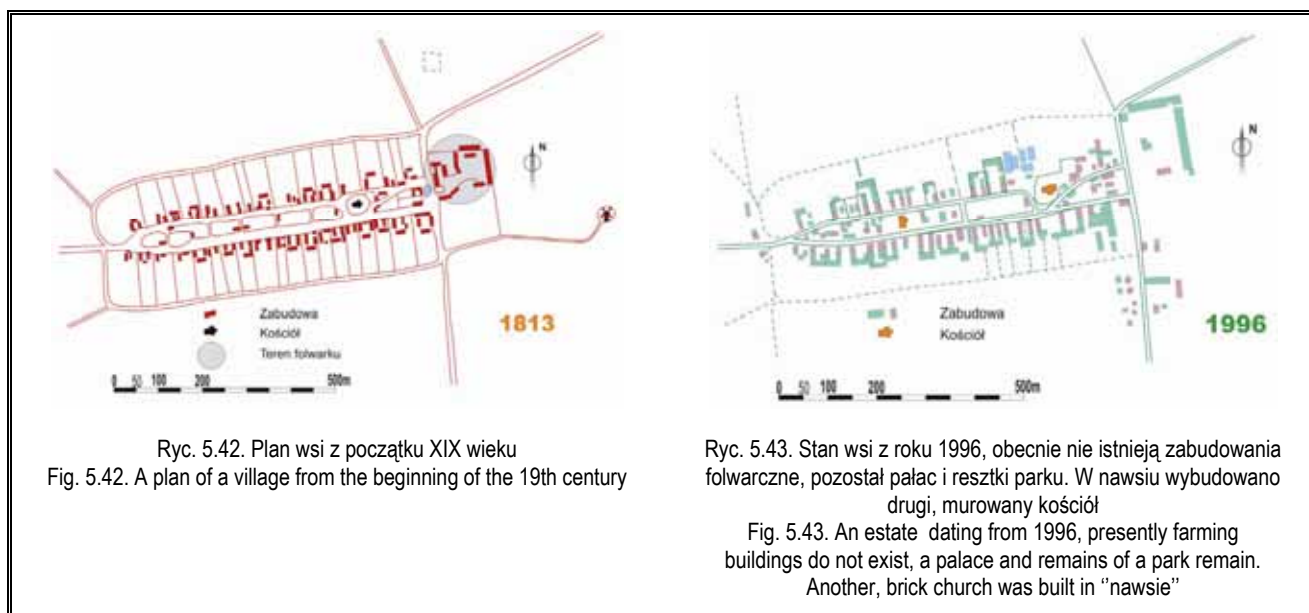 N
Zabudowa
Kościół
Teren folwarku
1813
0 50 100 200 500m
Ryc. 5.42. Plan wsi z początku XIX wieku
Fig. 5.42. A plan of a village from the beginning of the 19th century
N
Zabudowa
Kościół
1996
0 50 100 200 500m
Ryc. 5.43. Stan wsi z roku 1996, obecnie nie istnieją zabudowania
folwarczne, pozostał pałac i resztki parku. W nawsiu wybudowano
drugi, murowany kościół
Fig. 5.43. An estate dating from 1996, presently farming
buildings do not exist, a palace and remains of a park remain.
Another, brick church was built in ‘’nawsie’’